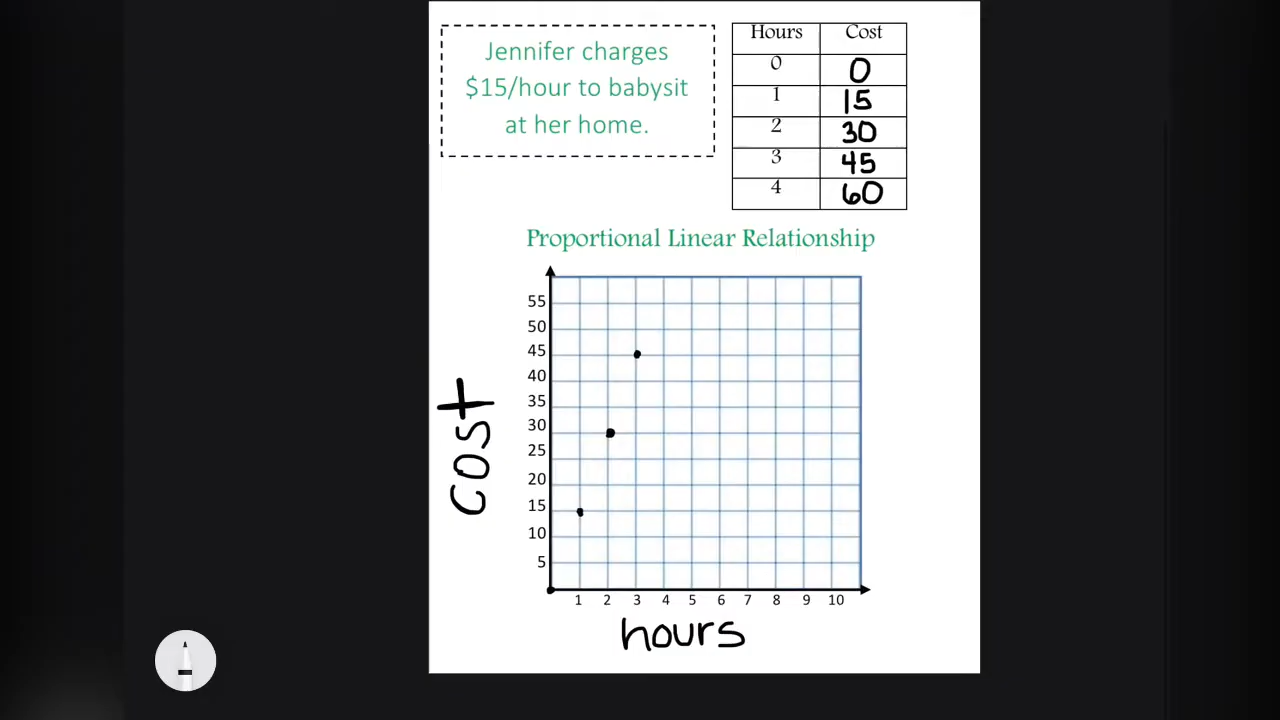 Jennifer charges
$15/hour to babysit
at her home.
Hours Cost
0 0
1 15
2 30
3 45
4 60
Proportional Linear Relationship
55
50
45
40
35
30
25
20
15
10
5
cost
1 2 3 4 5 6 7 8 9 10
hours